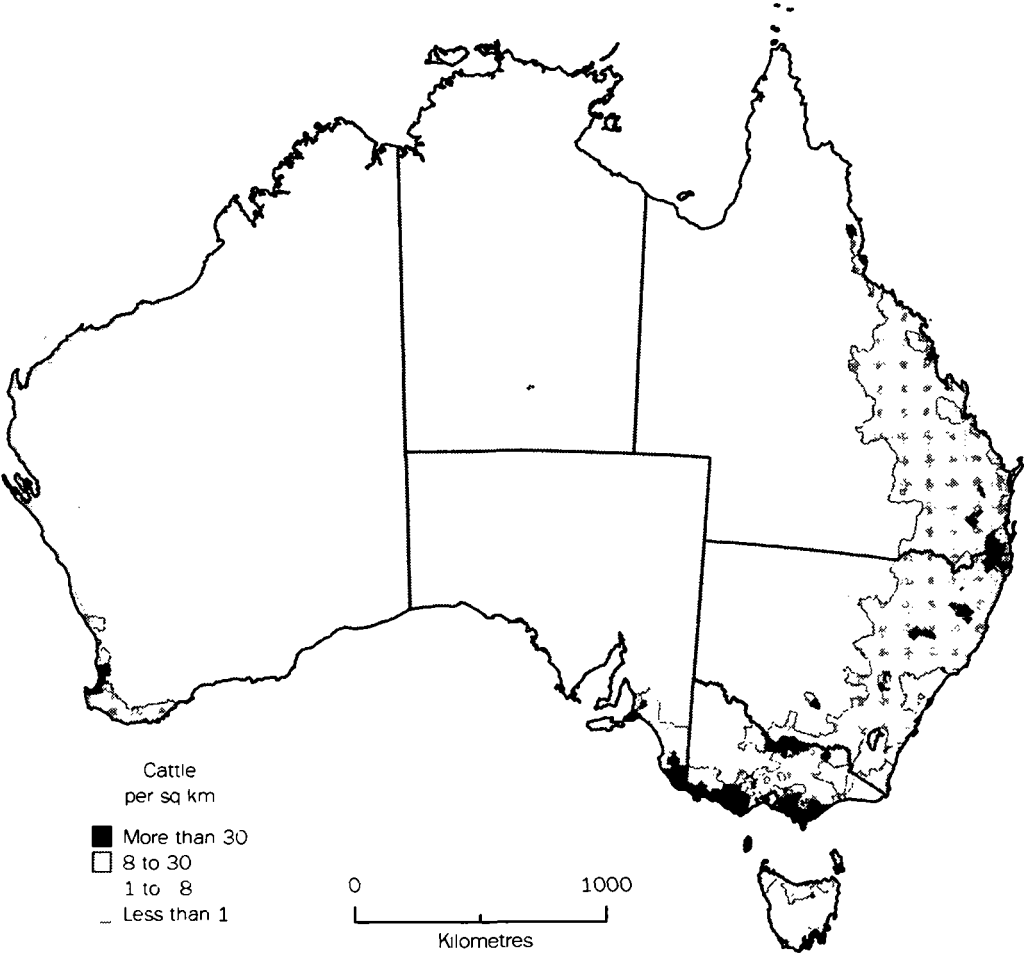 Cattle
per sq km
More than 30
8 to 30
1 to 8
Less than 1
0 1000
Kilometres